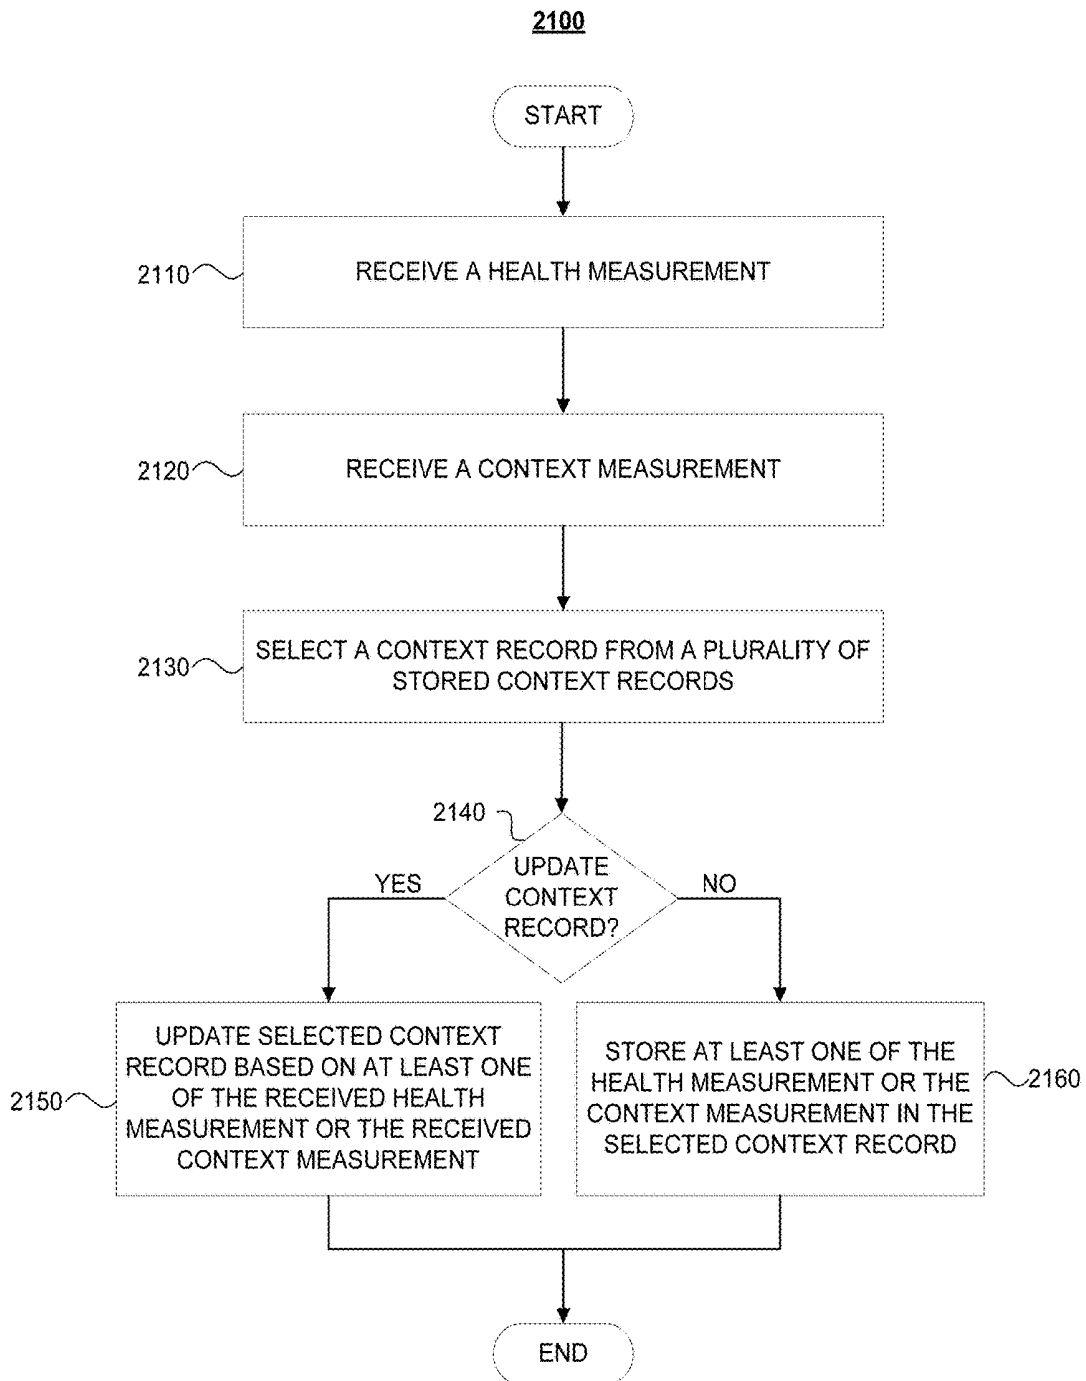 2100
START
2110
RECEIVE A HEALTH MEASUREMENT
2120
RECEIVE A CONTEXT MEASUREMENT
2130
SELECT A CONTEXT RECORD FROM A PLURALITY OF
STORED CONTEXT RECORDS
2140
UPDATE
CONTEXT
RECORD?
YES
NO
2150
UPDATE SELECTED CONTEXT
RECORD BASED ON AT LEAST ONE
OF THE RECEIVED HEALTH
MEASUREMENT OR THE RECEIVED
CONTEXT MEASUREMENT
STORE AT LEAST ONE OF THE
HEALTH MEASUREMENT OR THE
CONTEXT MEASUREMENT IN THE
SELECTED CONTEXT RECORD
2160
END